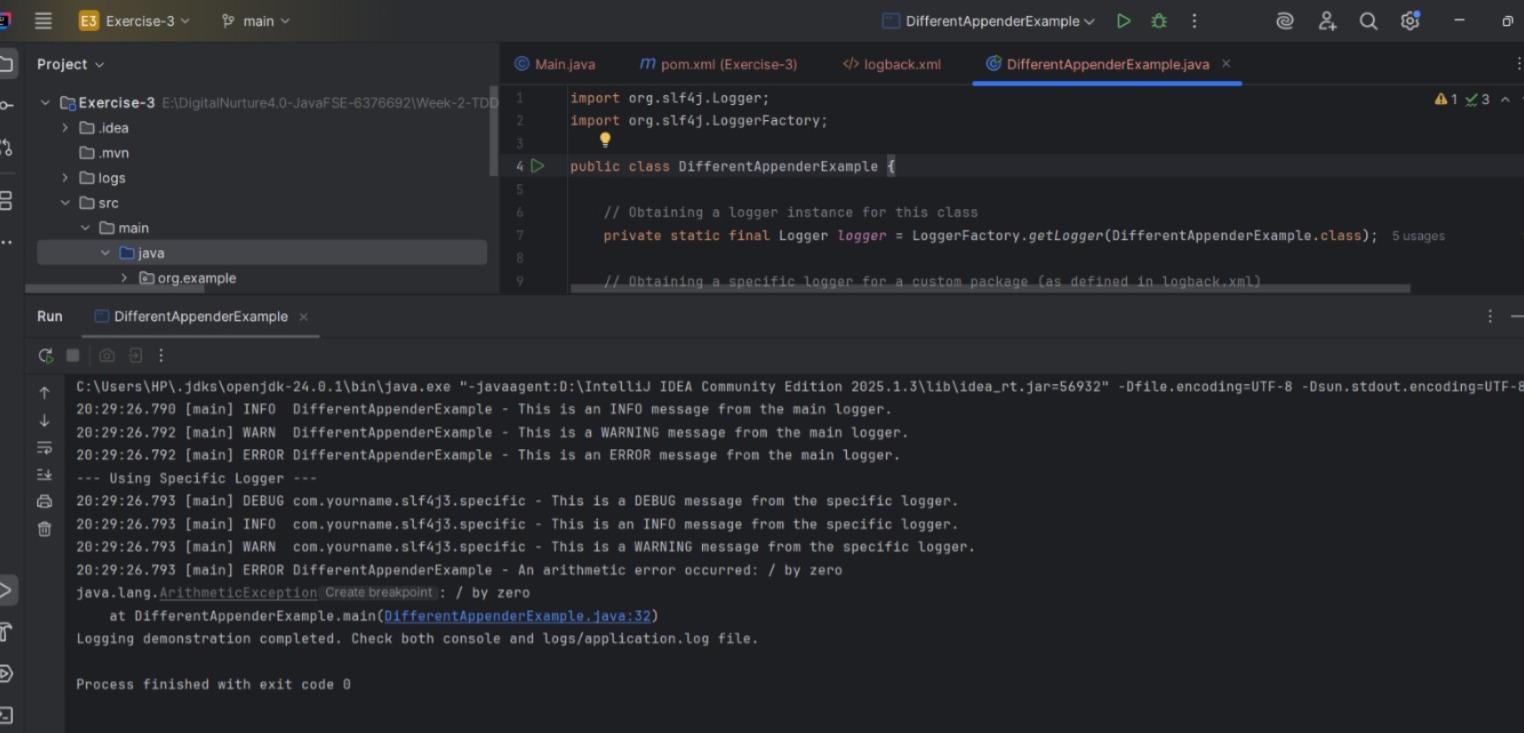 E3 Exercise-3 main DifferentAppenderExample
Project
Main.java pom.xml (Exercise-3) logback.xml DifferentAppenderExample.java
Exercise-3 E:\DigitalNurture4.0-JavaFSE-6376692\Week-2-TDD
.idea
.mvn
logs
src
main
java
org.example
1 import org.slf4j.Logger;
2 import org.slf4j.LoggerFactory;
3
4 public class DifferentAppenderExample {
5
6 // Obtaining a logger instance for this class
7 private static final Logger logger = LoggerFactory.getLogger(DifferentAppenderExample.class); 5 usages
8
9 // Obtaining a specific logger for a custom package (as defined in logback.xml)
1 3
Run DifferentAppenderExample
C:\Users\HP\.jdks\openjdk-24.0.1\bin\java.exe "-javaagent:D:\IntelliJ IDEA Community Edition 2025.1.3\lib\idea_rt.jar=56932" -Dfile.encoding=UTF-8 -Dsun.stdout.encoding=UTF-8
20:29:26.790 [main] INFO  DifferentAppenderExample - This is an INFO message from the main logger.
20:29:26.792 [main] WARN  DifferentAppenderExample - This is a WARNING message from the main logger.
20:29:26.792 [main] ERROR DifferentAppenderExample - This is an ERROR message from the main logger.
--- Using Specific Logger ---
20:29:26.793 [main] DEBUG com.yourname.slf4j3.specific - This is a DEBUG message from the specific logger.
20:29:26.793 [main] INFO  com.yourname.slf4j3.specific - This is an INFO message from the specific logger.
20:29:26.793 [main] WARN  com.yourname.slf4j3.specific - This is a WARNING message from the specific logger.
20:29:26.793 [main] ERROR DifferentAppenderExample - An arithmetic error occurred: / by zero
java.lang.ArithmeticException Create breakpoint : / by zero
at DifferentAppenderExample.main(DifferentAppenderExample.java:32)
Logging demonstration completed. Check both console and logs/application.log file.
Process finished with exit code 0